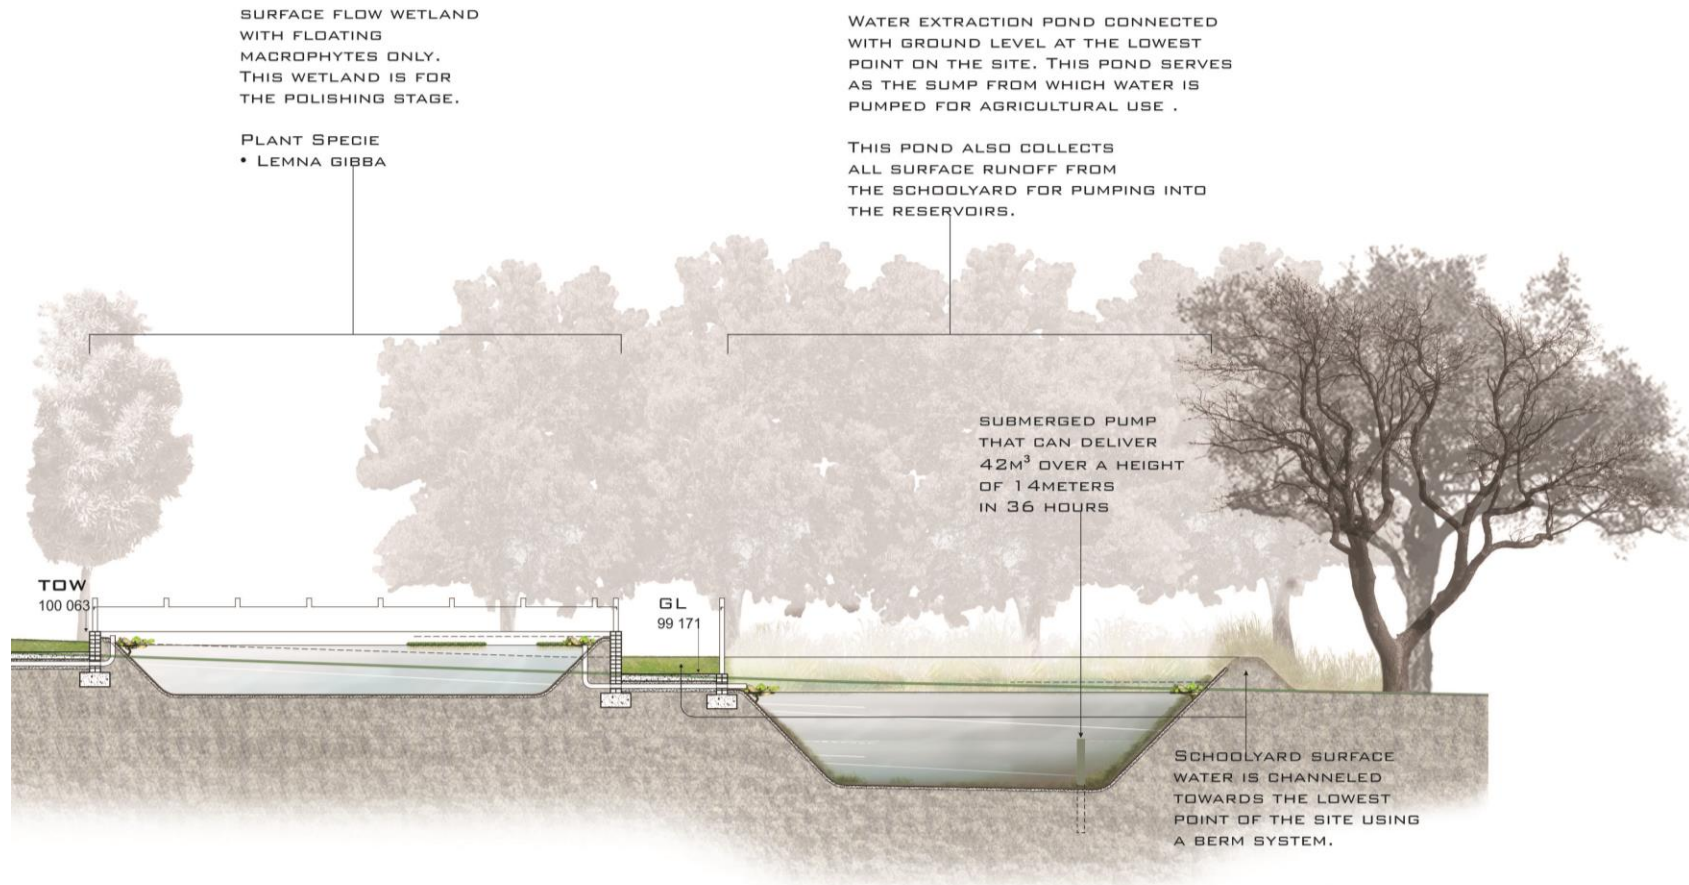 SURFACE FLOW WETLAND
WITH FLOATING
MACROPHYTES ONLY.
THIS WETLAND IS FOR
THE POLISHING STAGE.
PLANT SPECIE
• LEMNA GIBBA
WATER EXTRACTION POND CONNECTED
WITH GROUND LEVEL AT THE LOWEST
POINT ON THE SITE. THIS POND SERVES
AS THE SUMP FROM WHICH WATER IS
PUMPED FOR AGRICULTURAL USE .
THIS POND ALSO COLLECTS
ALL SURFACE RUNOFF FROM
THE SCHOOLYARD FOR PUMPING INTO
THE RESERVOIRS.
SUBMERGED PUMP
THAT CAN DELIVER
42M³ OVER A HEIGHT
OF 14METERS
IN 36 HOURS
TOW
100 063
GL
99 171
SCHOOLYARD SURFACE
WATER IS CHANNELED
TOWARDS THE LOWEST
POINT OF THE SITE USING
A BERM SYSTEM.